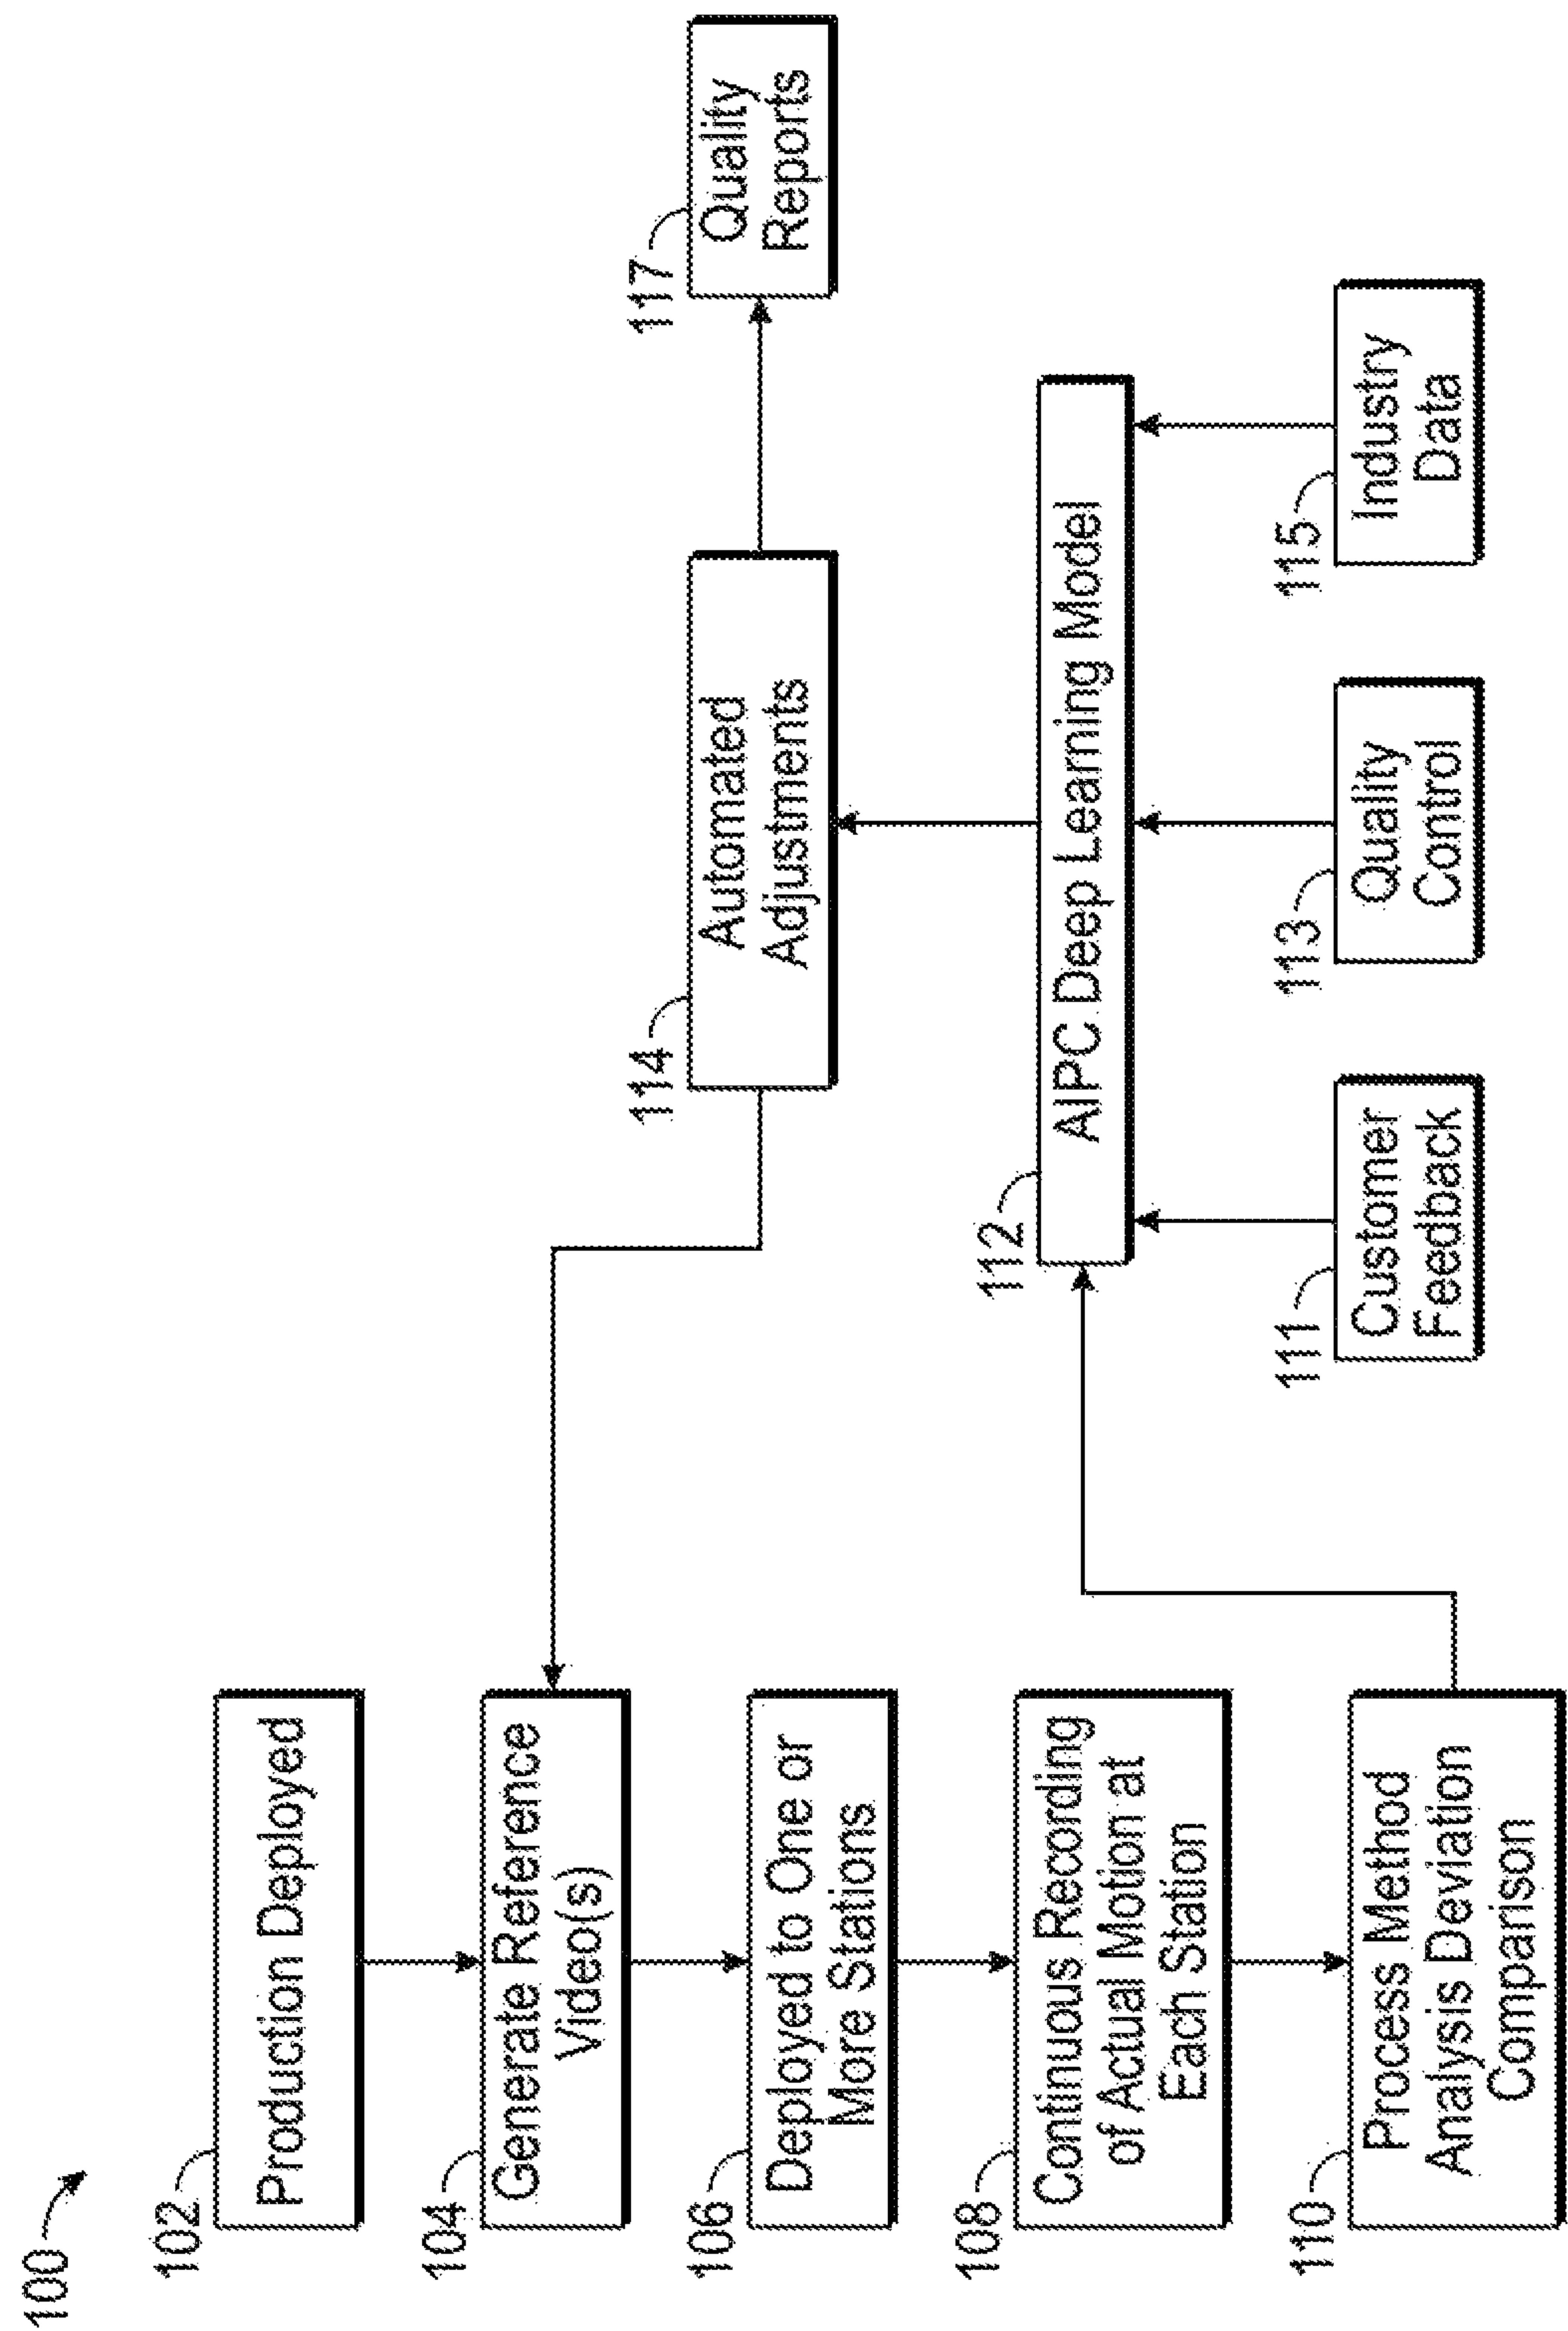 100
102
Production Deployed
104
Generate Reference
Video(s)
106
Deployed to One or
More Stations
108
Continuous Recording
of Actual Motion at
Each Station
110
Process Method
Analysis Deviation
Comparison
114
Automated
Adjustments
117
Quality
Reports
112
AIPC Deep Learning Model
111
Customer
Feedback
113
Quality
Control
115
Industry
Data